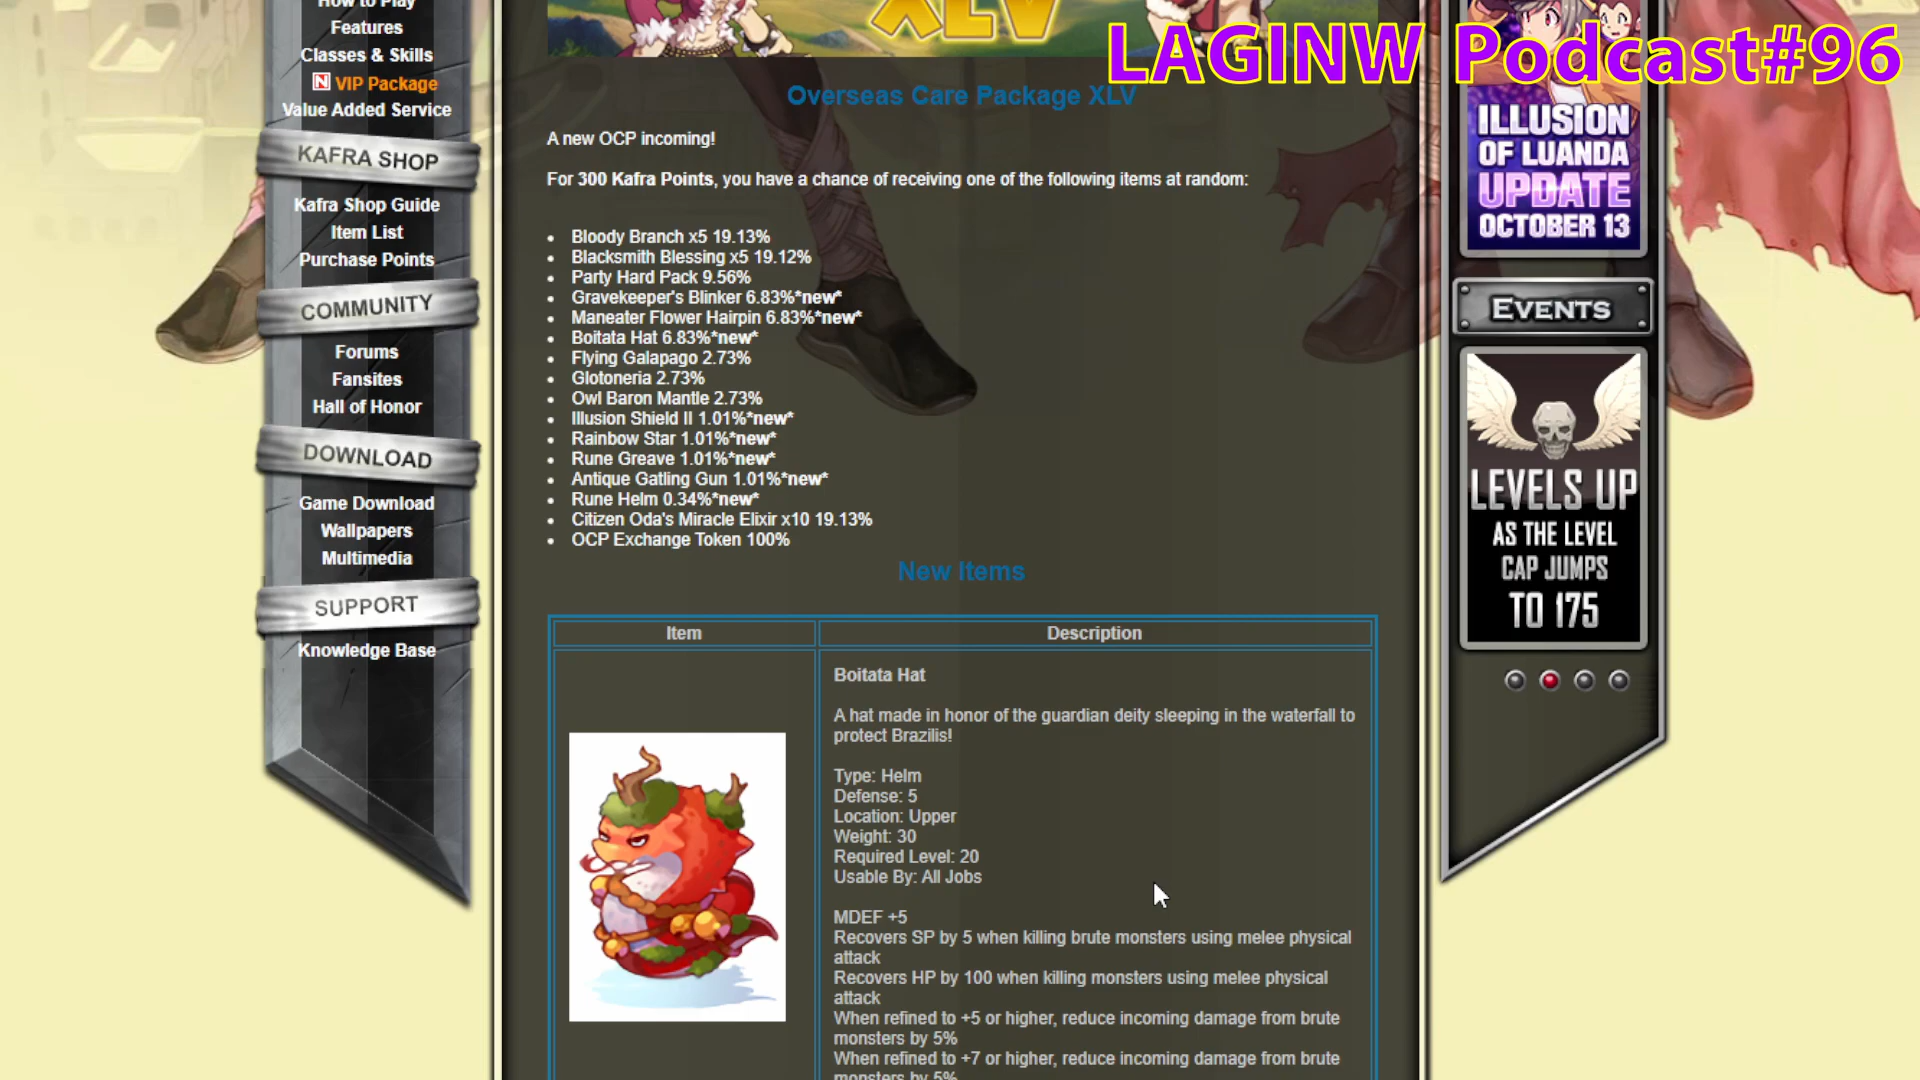 How to Play
Features
Classes & Skills
N VIP Package
Value Added Service
KAFRA SHOP
Kafra Shop Guide
Item List
Purchase Points
COMMUNITY
Forums
Fansites
Hall of Honor
DOWNLOAD
Game Download
Wallpapers
Multimedia
SUPPORT
Knowledge Base
XLV
LAGINW Podcast#96
Overseas Care Package XLV
A new OCP incoming!
For 300 Kafra Points, you have a chance of receiving one of the following items at random:
• Bloody Branch x5 19.13%
• Blacksmith Blessing x5 19.12%
• Party Hard Pack 9.56%
• Gravekeeper's Blinker 6.83%*new*
• Maneater Flower Hairpin 6.83%*new*
• Boitata Hat 6.83%*new*
• Flying Galapago 2.73%
• Glotoneria 2.73%
• Owl Baron Mantle 2.73%
• Illusion Shield II 1.01%*new*
• Rainbow Star 1.01%*new*
• Rune Greave 1.01%*new*
• Antique Gatling Gun 1.01%*new*
• Rune Helm 0.34%*new*
• Citizen Oda's Miracle Elixir x10 19.13%
• OCP Exchange Token 100%
New Items
Item Description
Boitata Hat
A hat made in honor of the guardian deity sleeping in the waterfall to
protect Brazilis!
Type: Helm
Defense: 5
Location: Upper
Weight: 30
Required Level: 20
Usable By: All Jobs
MDEF +5
Recovers SP by 5 when killing brute monsters using melee physical
attack
Recovers HP by 100 when killing monsters using melee physical
attack
When refined to +5 or higher, reduce incoming damage from brute
monsters by 5%
When refined to +7 or higher, reduce incoming damage from brute
monsters by 5%
ILLUSION
OF LUANDA
UPDATE
OCTOBER 13
EVENTS
LEVELS UP
AS THE LEVEL
CAP JUMPS
TO 175